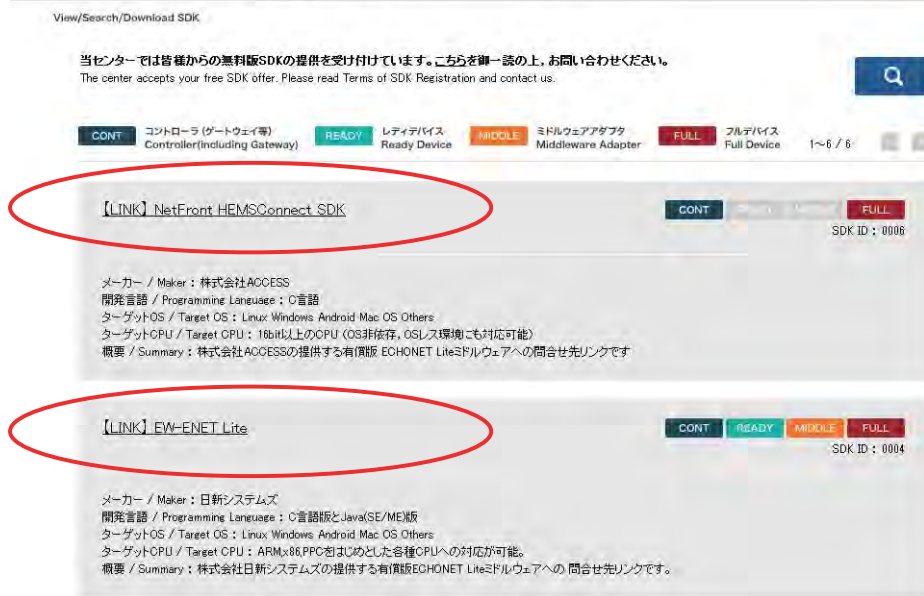 View/Search/Download SDK
当センターでは皆様からの無料版SDKの提供を受け付けています。こちらを御一読の上、お問い合わせください。
The center accepts your free SDK offer. Please read Terms of SDK Registration and contact us.
CONT コントローラ (ゲートウェイ等) READY レディデバイス MIDDLE ミドルウェアアダプタ FULL フルデバイス
Controller(Including Gateway) Ready Device Middleware Adapter Full Device 1～6 / 6
【LINK】 NetFront HEMSConnect SDK CONT READY MIDDLE FULL
SDK ID : 0006
メーカー / Maker : 株式会社ACCESS
開発言語 / Programming Language : C言語
ターゲットOS / Target OS : Linux Windows Android Mac OS Others
ターゲットCPU / Target CPU : 16bit以上のCPU (OS非依存, OSレス環境にも対応可能)
概要 / Summary : 株式会社ACCESSの提供する有償版 ECHONET Liteミドルウェアへの問合せ先リンクです
【LINK】 EW-ENET Lite CONT READY MIDDLE FULL
SDK ID : 0004
メーカー / Maker : 日新システムズ
開発言語 / Programming Language : C言語版とJava(SE/ME)版
ターゲットOS / Target OS : Linux Windows Android Mac OS Others
ターゲットCPU / Target CPU : ARM,x86,PPCをはじめとした各種CPUへの対応が可能。
概要 / Summary : 株式会社日新システムズの提供する有償版ECHONET Liteミドルウェアへの 問合せ先リンクです。